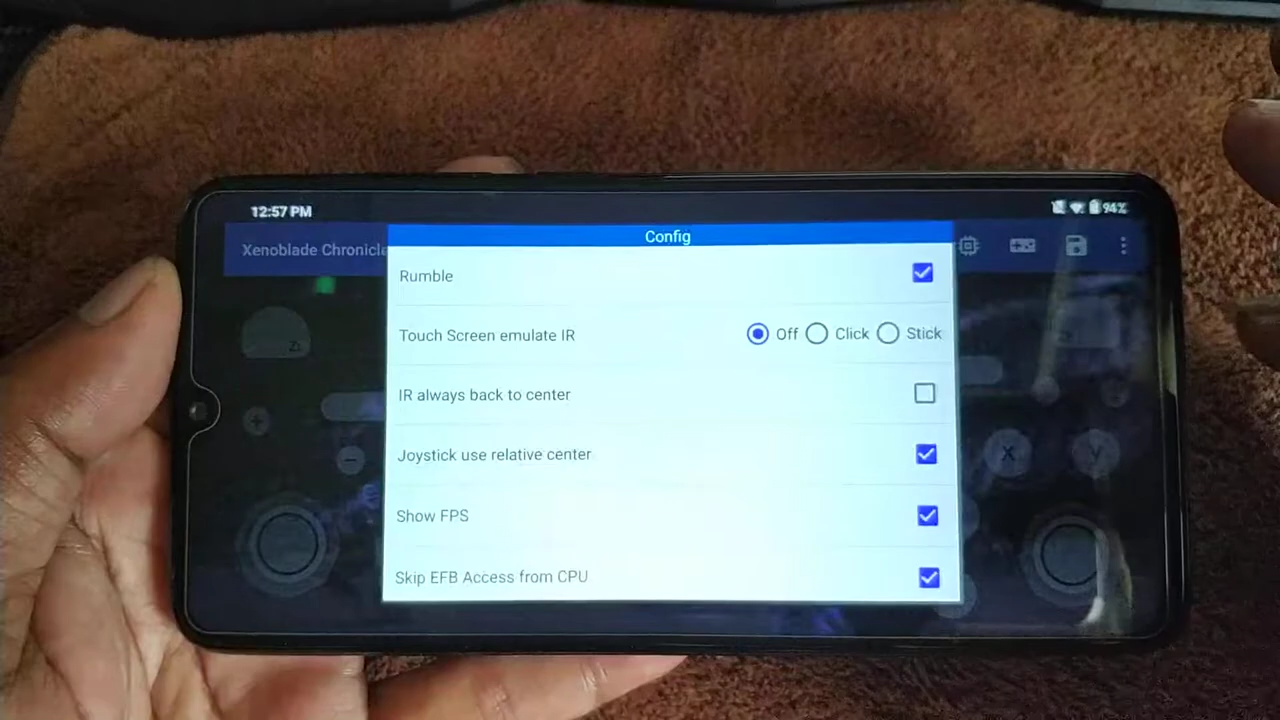 12:57 PM
94%
Xenoblade Chronicle
Config
Rumble
Touch Screen emulate IR
Off Click Stick
IR always back to center
Joystick use relative center
Show FPS
Skip EFB Access from CPU
X
Y